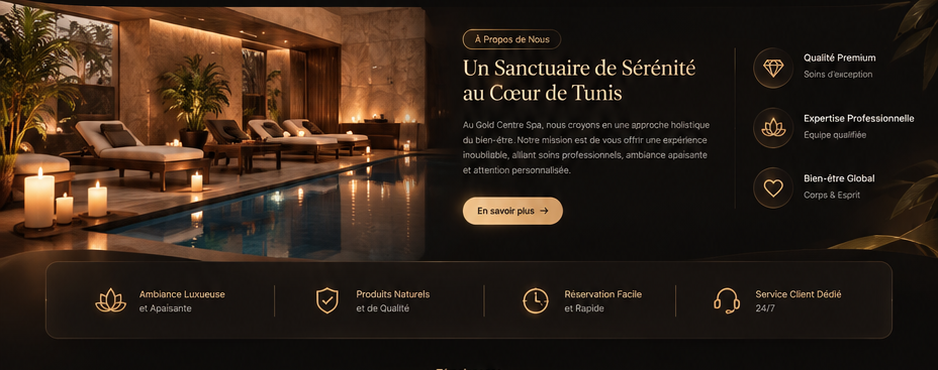 À Propos de Nous
Un Sanctuaire de Sérénité
au Cœur de Tunis
Au Gold Centre Spa, nous croyons en une approche holistique
du bien-être. Notre mission est de vous offrir une expérience
inoubliable, alliant soins professionnels, ambiance apaisante
et attention personnalisée.
En savoir plus →
Qualité Premium
Soins d'exception
Expertise Professionnelle
Équipe qualifiée
Bien-être Global
Corps & Esprit
Ambiance Luxueuse
et Apaisante
Produits Naturels
et de Qualité
Réservation Facile
et Rapide
Service Client Dédié
24/7